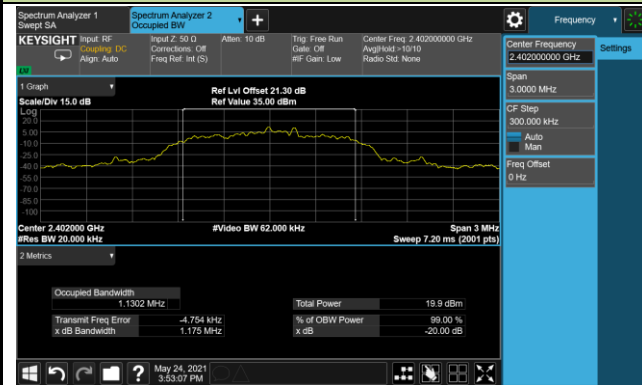 Spectrum Analyzer 1
Swept SA
Spectrum Analyzer 2
Occupied BW
Frequency
KEYSIGHT
Input: RF
Coupling: DC
Align: Auto
Input Z: 50 Ω
Corrections: Off
Freq Ref: Int (S)
Atten: 10 dB
Trig: Free Run
Gate: Off
#IF Gain: Low
Center Freq: 2.402000000 GHz
Avg|Hold:>10/10
Radio Std: None
Center Frequency
2.402000000 GHz
Settings
Span
3.0000 MHz
CF Step
300.000 kHz
Auto
Man
Freq Offset
0 Hz
1 Graph
Scale/Div 15.0 dB
Ref Lvl Offset 21.30 dB
Ref Value 35.00 dBm
Log
20.0
5.00
-10.0
-25.0
-40.0
-55.0
-70.0
-85.0
-100
Center 2.402000 GHz
#Res BW 20.000 kHz
#Video BW 62.000 kHz
Span 3 MHz
Sweep 7.20 ms (2001 pts)
2 Metrics
Occupied Bandwidth
1.1302 MHz
Total Power 19.9 dBm
Transmit Freq Error -4.754 kHz
% of OBW Power 99.00 %
x dB Bandwidth 1.175 MHz
x dB -20.00 dB
?
May 24, 2021
3:53:07 PM